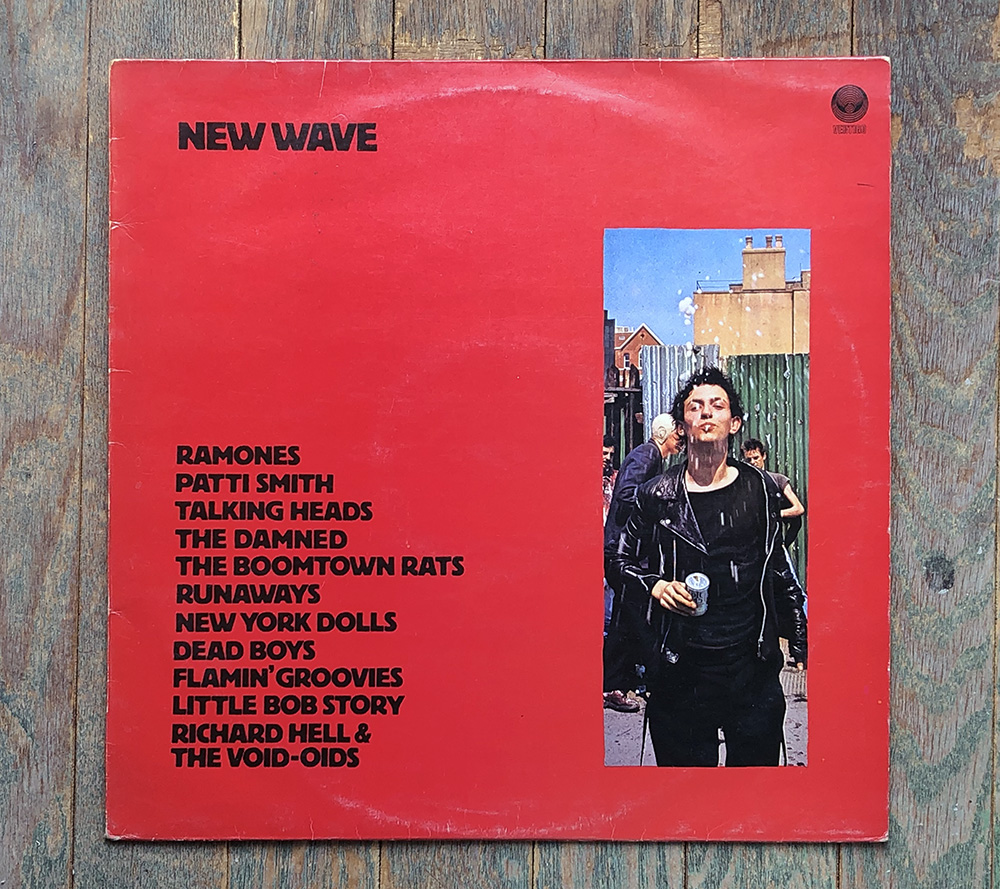 NEW WAVE
VERTIGO
RAMONES
PATTI SMITH
TALKING HEADS
THE DAMNED
THE BOOMTOWN RATS
RUNAWAYS
NEW YORK DOLLS
DEAD BOYS
FLAMIN' GROOVIES
LITTLE BOB STORY
RICHARD HELL &
THE VOID-OIDS